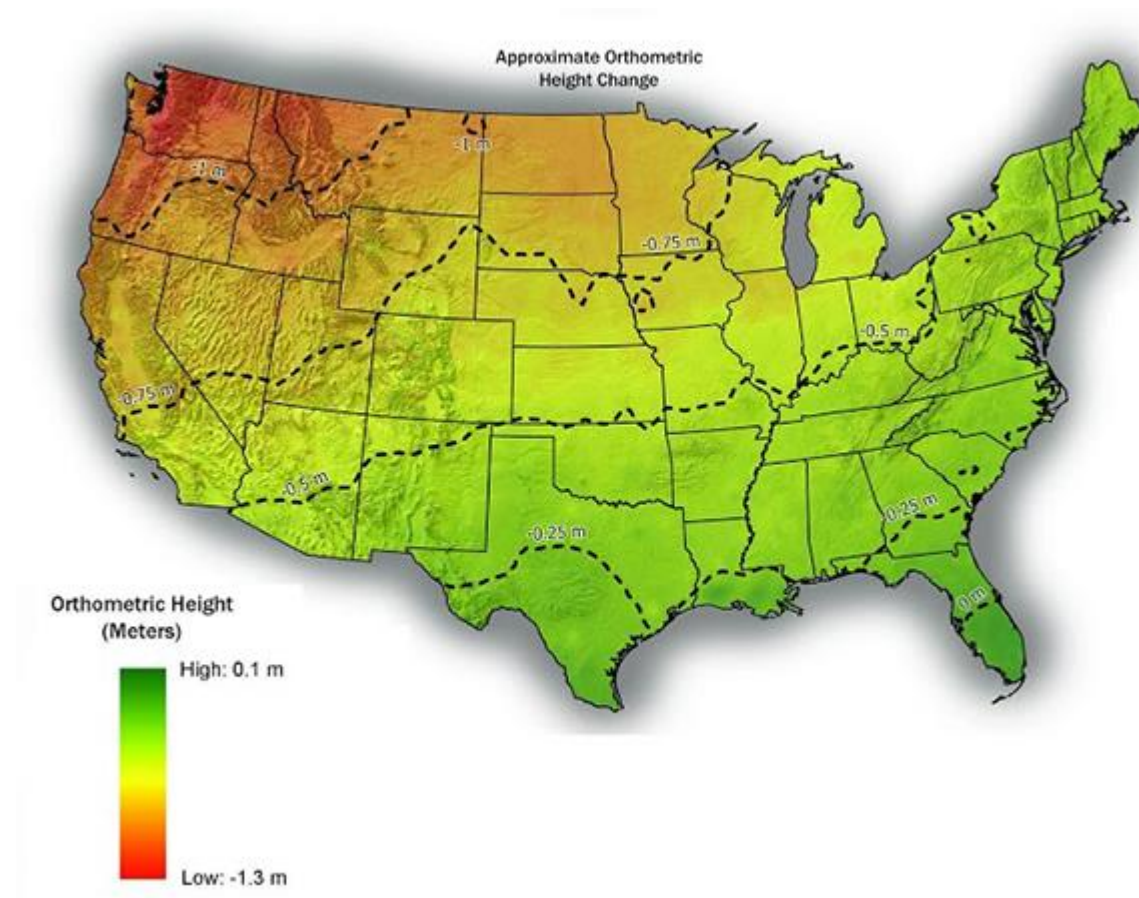 Approximate Orthometric
Height Change
-1 m
-1 m
-0.75 m
-0.5 m
-0.75 m
-0.5 m
-0.25 m
-0.25 m
0 m
Orthometric Height
(Meters)
High: 0.1 m
Low: -1.3 m